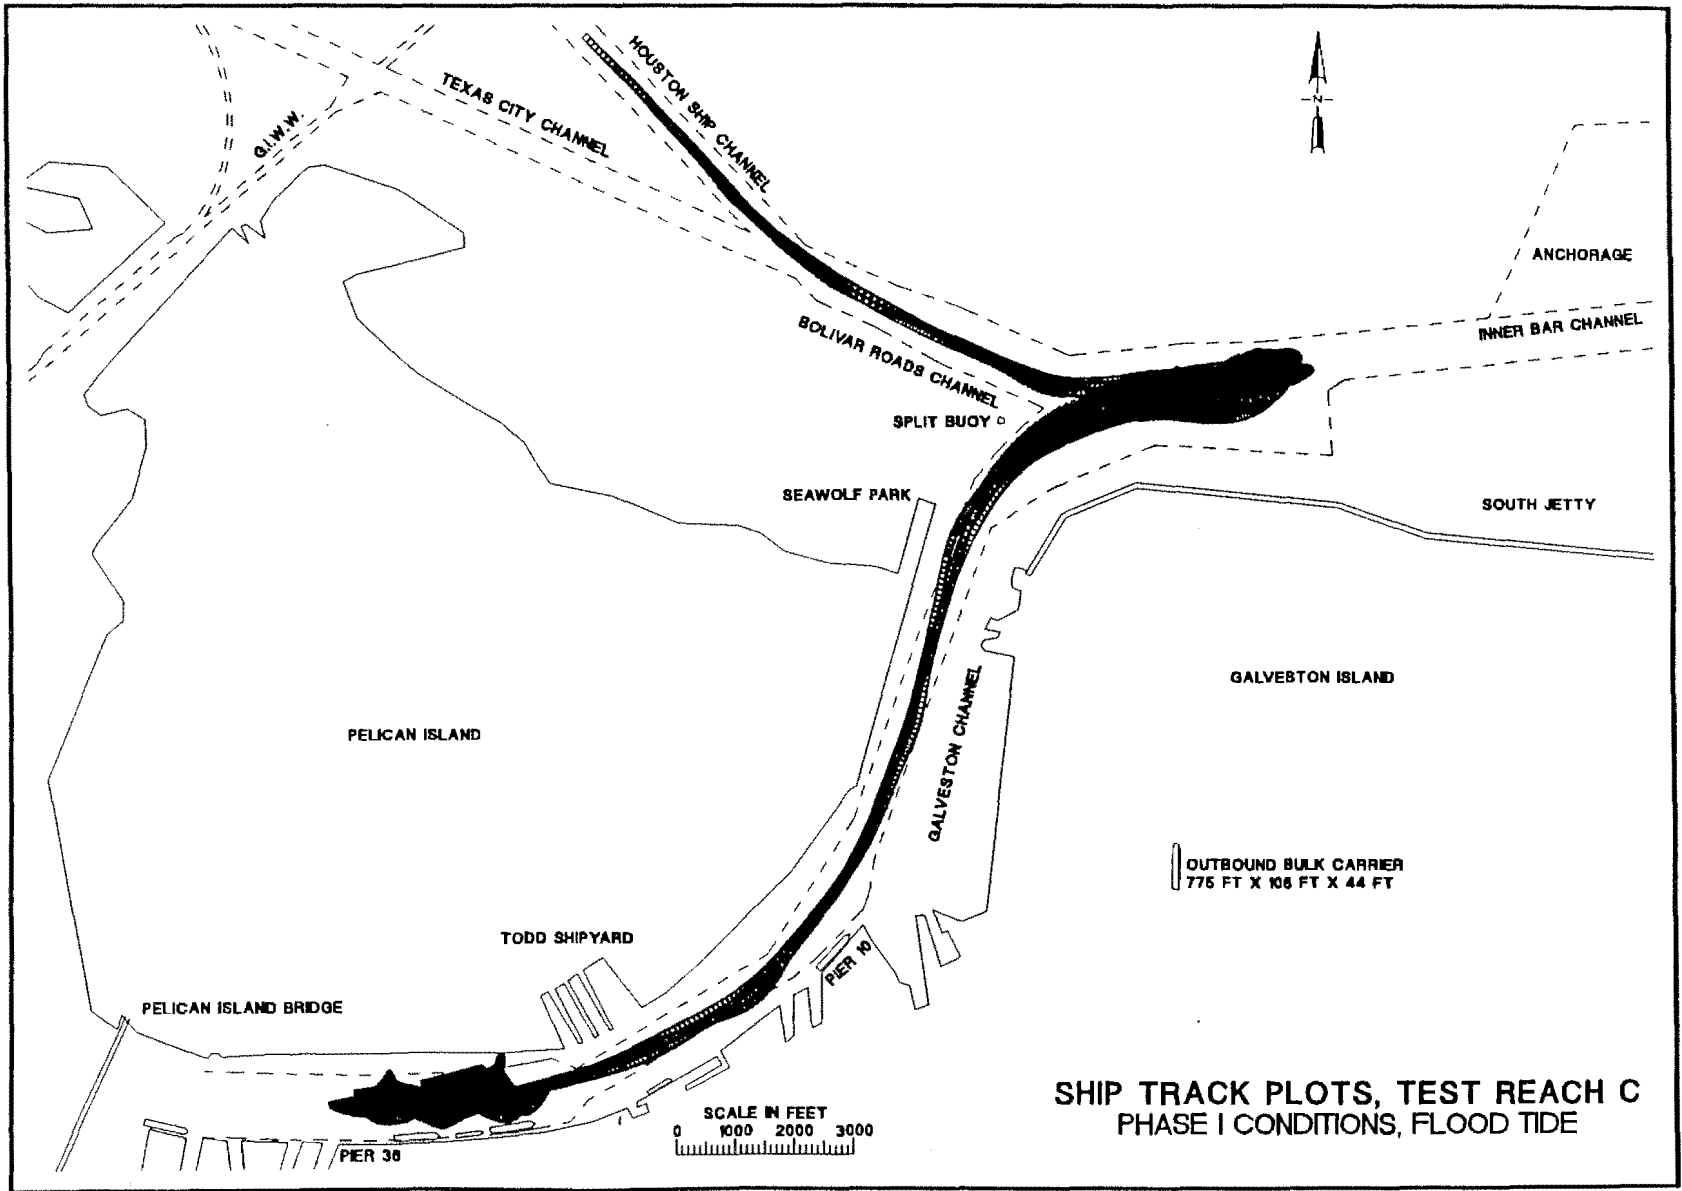 HOUSTON SHIP CHANNEL
TEXAS CITY CHANNEL
G.I.W.W.
N
ANCHORAGE
INNER BAR CHANNEL
BOLIVAR ROADS CHANNEL
SPLIT BUOY
SEAWOLF PARK
SOUTH JETTY
GALVESTON ISLAND
PELICAN ISLAND
GALVESTON CHANNEL
OUTBOUND BULK CARRIER
775 FT X 106 FT X 44 FT
TODD SHIPYARD
PIER 10
PELICAN ISLAND BRIDGE
SHIP TRACK PLOTS, TEST REACH C
PHASE I CONDITIONS, FLOOD TIDE
SCALE IN FEET
0 1000 2000 3000
PIER 38